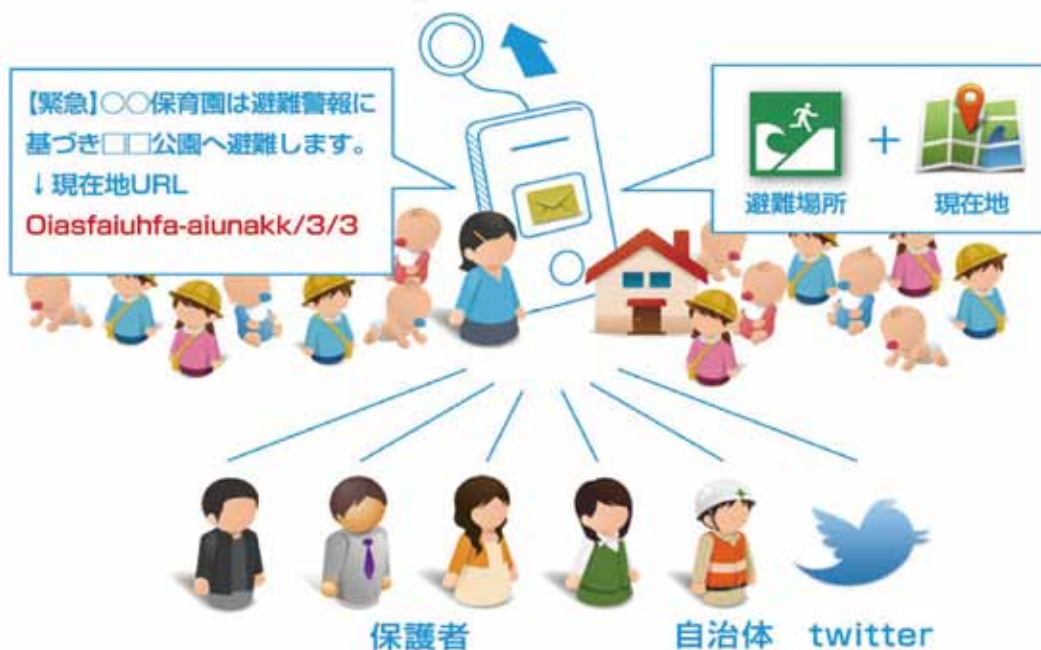 【緊急】○○保育園は避難警報に
基づき□□公園へ避難します。
↓現在地URL
Oiasfaiuhfa-aiunakk/3/3
避難場所
+
現在地
保護者
自治体
twitter